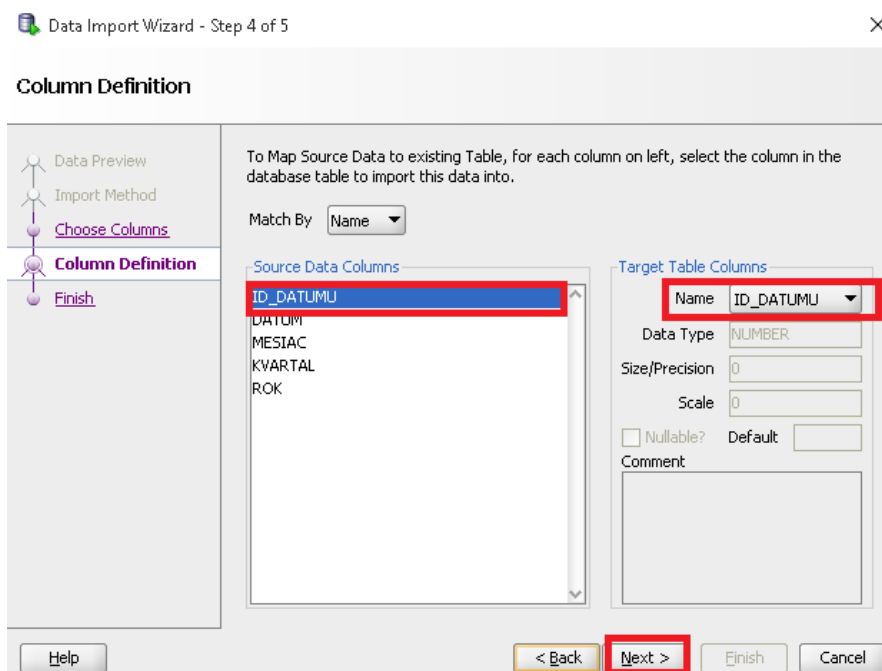 Data Import Wizard - Step 4 of 5
Column Definition
Data Preview
Import Method
Choose Columns
Column Definition
Finish
To Map Source Data to existing Table, for each column on left, select the column in the
database table to import this data into.
Match By Name
Source Data Columns
ID_DATUMU
DATUM
MESIAC
KVARTAL
ROK
Target Table Columns
Name ID_DATUMU
Data Type NUMBER
Size/Precision 0
Scale 0
Nullable? Default
Comment
Help < Back Next > Finish Cancel